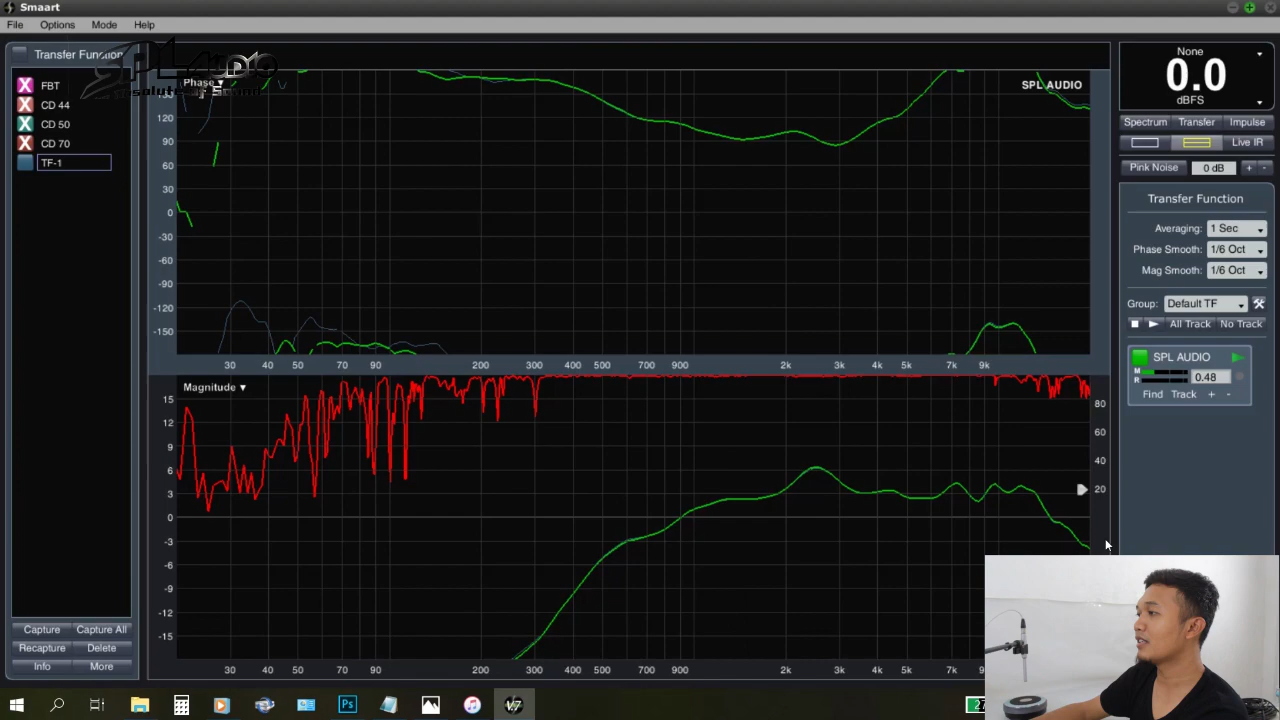 Smaart
File Options Mode Help
Transfer Function
SPL AUDIO
FBT
CD 44
CD 50
CD 70
TF-1
Capture Capture All
Recapture Delete
Info More
Phase ▼
SPL AUDIO
150
120
90
60
30
0
-30
-60
-90
-120
-150
30 40 50 70 90 200 300 400 500 700 900 2k 3k 5k 7k 9k
Magnitude ▼
15
12
9
6
3
0
-3
-6
-9
-12
-15
80
60
40
20
30 40 50 70 90 200 300 400 500 700 900 2k 3k 5k 7k 9k
None
0.0
dBFS
Spectrum Transfer Impulse
Live IR
Pink Noise 0 dB + -
Transfer Function
Averaging: 1 Sec
Phase Smooth: 1/6 Oct
Mag Smooth: 1/6 Oct
Group: Default TF
All Track No Track
SPL AUDIO
M
R
0.48
Find Track + -
Ps
V7